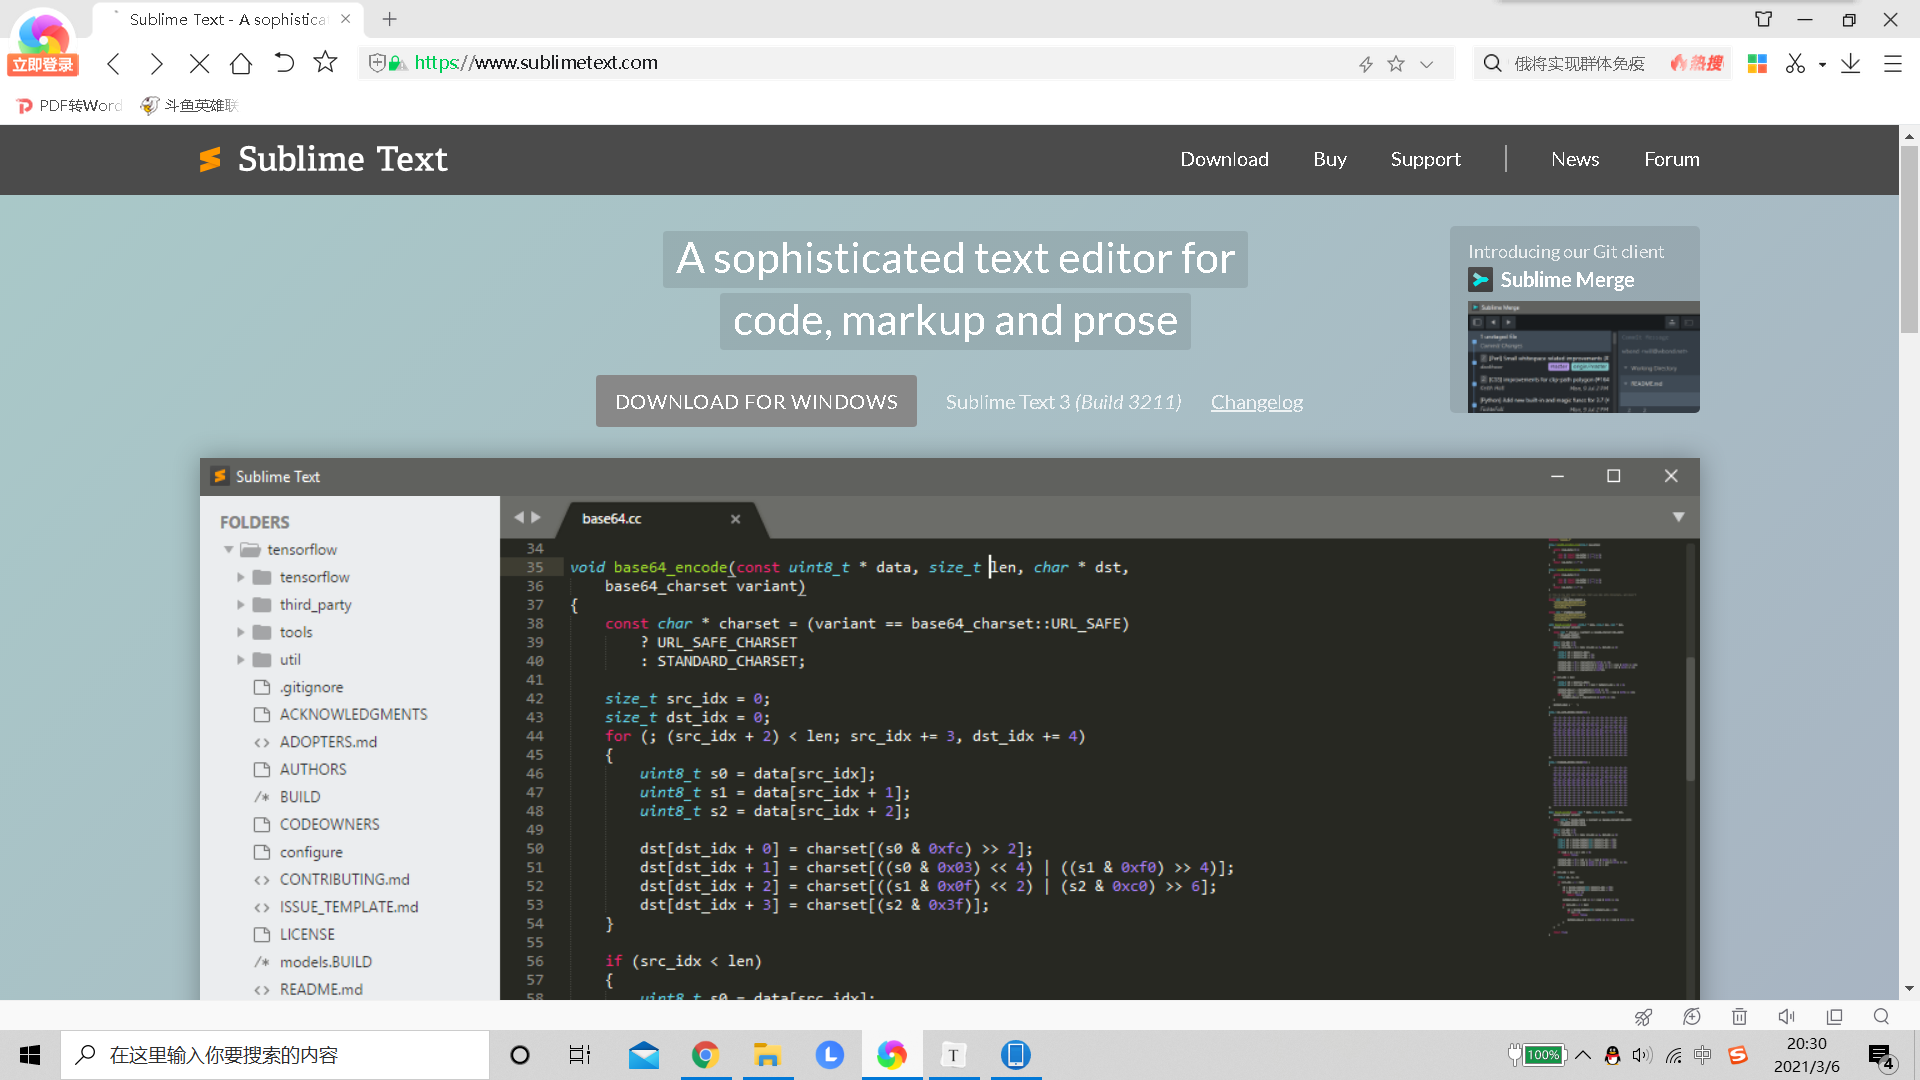 Sublime Text - A sophistica
立即登录
https://www.sublimetext.com
俄将实现群体免疫
热搜
PDF转Word
斗鱼英雄联
Sublime Text
Download
Buy
Support
News
Forum
A sophisticated text editor for
code, markup and prose
Introducing our Git client
Sublime Merge
DOWNLOAD FOR WINDOWS
Sublime Text 3 (Build 3211)
Changelog
Sublime Text
FOLDERS
tensorflow
tensorflow
third_party
tools
util
.gitignore
ACKNOWLEDGMENTS
ADOPTERS.md
AUTHORS
/* BUILD
CODEOWNERS
configure
<> CONTRIBUTING.md
<> ISSUE_TEMPLATE.md
LICENSE
/* models.BUILD
<> README.md
base64.cc
34
35 void base64_encode(const uint8_t * data, size_t len, char * dst,
36 base64_charset variant)
37 {
38 const char * charset = (variant == base64_charset::URL_SAFE)
39 ? URL_SAFE_CHARSET
40 : STANDARD_CHARSET;
41
42 size_t src_idx = 0;
43 size_t dst_idx = 0;
44 for (; (src_idx + 2) < len; src_idx += 3, dst_idx += 4)
45 {
46 uint8_t s0 = data[src_idx];
47 uint8_t s1 = data[src_idx + 1];
48 uint8_t s2 = data[src_idx + 2];
49
50 dst[dst_idx + 0] = charset[(s0 & 0xfc) >> 2];
51 dst[dst_idx + 1] = charset[((s0 & 0x03) << 4) | ((s1 & 0xf0) >> 4)];
52 dst[dst_idx + 2] = charset[((s1 & 0x0f) << 2) | (s2 & 0xc0) >> 6];
53 dst[dst_idx + 3] = charset[(s2 & 0x3f)];
54 }
55
56 if (src_idx < len)
57 {
58 uint8_t s0 = data[src_idx];
在这里输入你要搜索的内容
100%
中
20:30
2021/3/6
4